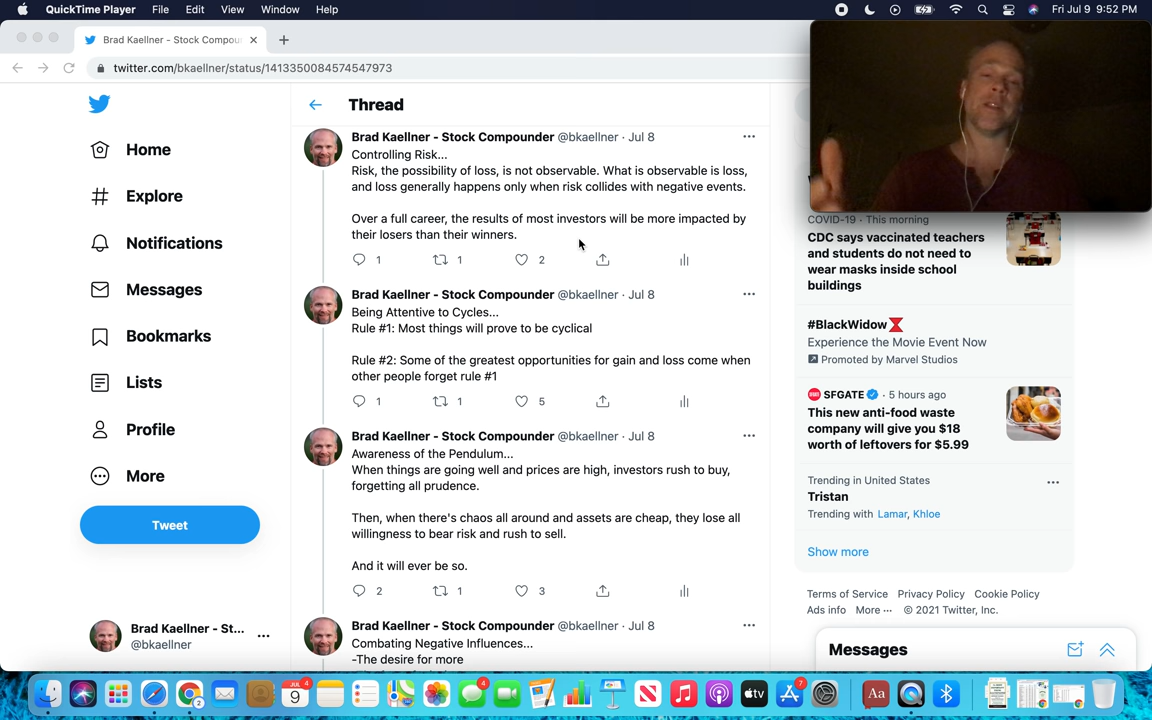 QuickTime Player File Edit View Window Help
Fri Jul 9 9:52 PM
Brad Kaellner - Stock Compou
twitter.com/bkaellner/status/1413350084574547973
Home
Explore
Notifications
Messages
Bookmarks
Lists
Profile
More
Tweet
Brad Kaellner - St...
@bkaellner
Thread
Brad Kaellner - Stock Compounder @bkaellner · Jul 8
Controlling Risk...
Risk, the possibility of loss, is not observable. What is observable is loss,
and loss generally happens only when risk collides with negative events.
Over a full career, the results of most investors will be more impacted by
their losers than their winners.
1 1 2
Brad Kaellner - Stock Compounder @bkaellner · Jul 8
Being Attentive to Cycles...
Rule #1: Most things will prove to be cyclical
Rule #2: Some of the greatest opportunities for gain and loss come when
other people forget rule #1
1 1 5
Brad Kaellner - Stock Compounder @bkaellner · Jul 8
Awareness of the Pendulum...
When things are going well and prices are high, investors rush to buy,
forgetting all prudence.
Then, when there's chaos all around and assets are cheap, they lose all
willingness to bear risk and rush to sell.
And it will ever be so.
2 1 3
Brad Kaellner - Stock Compounder @bkaellner · Jul 8
Combating Negative Influences...
-The desire for more
COVID-19 · This morning
CDC says vaccinated teachers
and students do not need to
wear masks inside school
buildings
#BlackWidow
Experience the Movie Event Now
Promoted by Marvel Studios
SFGATE · 5 hours ago
This new anti-food waste
company will give you $18
worth of leftovers for $5.99
Trending in United States
Tristan
Trending with Lamar, Khloe
Show more
Terms of Service Privacy Policy Cookie Policy
Ads info More ··· © 2021 Twitter, Inc.
Messages
JUL 4
9
2
4
tv
7
Aa